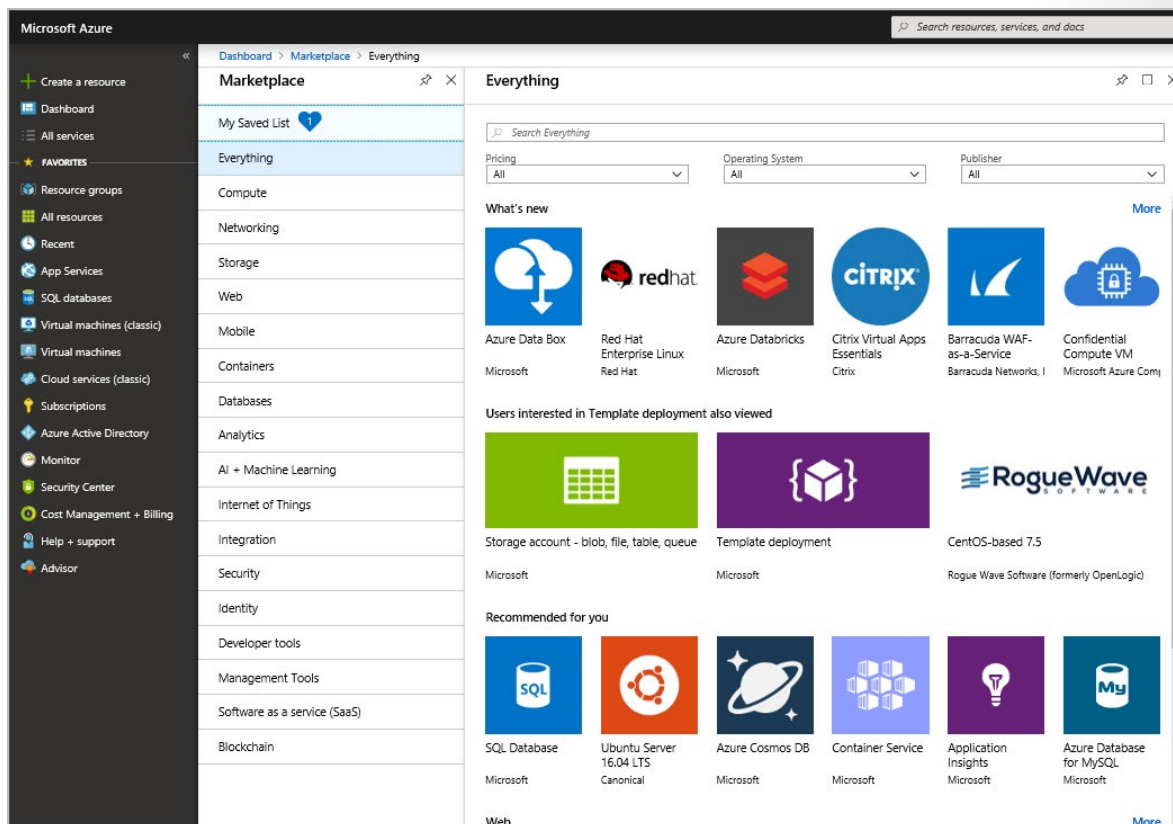 Microsoft Azure
Search resources, services, and docs
«
Create a resource
Dashboard
All services
FAVORITES
Resource groups
All resources
Recent
App Services
SQL databases
Virtual machines (classic)
Virtual machines
Cloud services (classic)
Subscriptions
Azure Active Directory
Monitor
Security Center
Cost Management + Billing
Help + support
Advisor
Dashboard > Marketplace > Everything
Marketplace
My Saved List 1
Everything
Compute
Networking
Storage
Web
Mobile
Containers
Databases
Analytics
AI + Machine Learning
Internet of Things
Integration
Security
Identity
Developer tools
Management Tools
Software as a service (SaaS)
Blockchain
Everything
Search Everything
Pricing Operating System Publisher
All All All
What's new More
redhat. CITRIX
Azure Data Box
Microsoft
Red Hat
Enterprise Linux
Red Hat
Azure Databricks
Microsoft
Citrix Virtual Apps
Essentials
Citrix
Barracuda WAF-
as-a-Service
Barracuda Networks, I
Confidential
Compute VM
Microsoft Azure Comp
Users interested in Template deployment also viewed
RogueWave
SOFTWARE
Storage account - blob, file, table, queue
Microsoft
Template deployment
Microsoft
CentOS-based 7.5
Rogue Wave Software (formerly OpenLogic)
Recommended for you
SQL My
SQL Database
Microsoft
Ubuntu Server
16.04 LTS
Canonical
Azure Cosmos DB
Microsoft
Container Service
Microsoft
Application
Insights
Microsoft
Azure Database
for MySQL
Microsoft
Web More